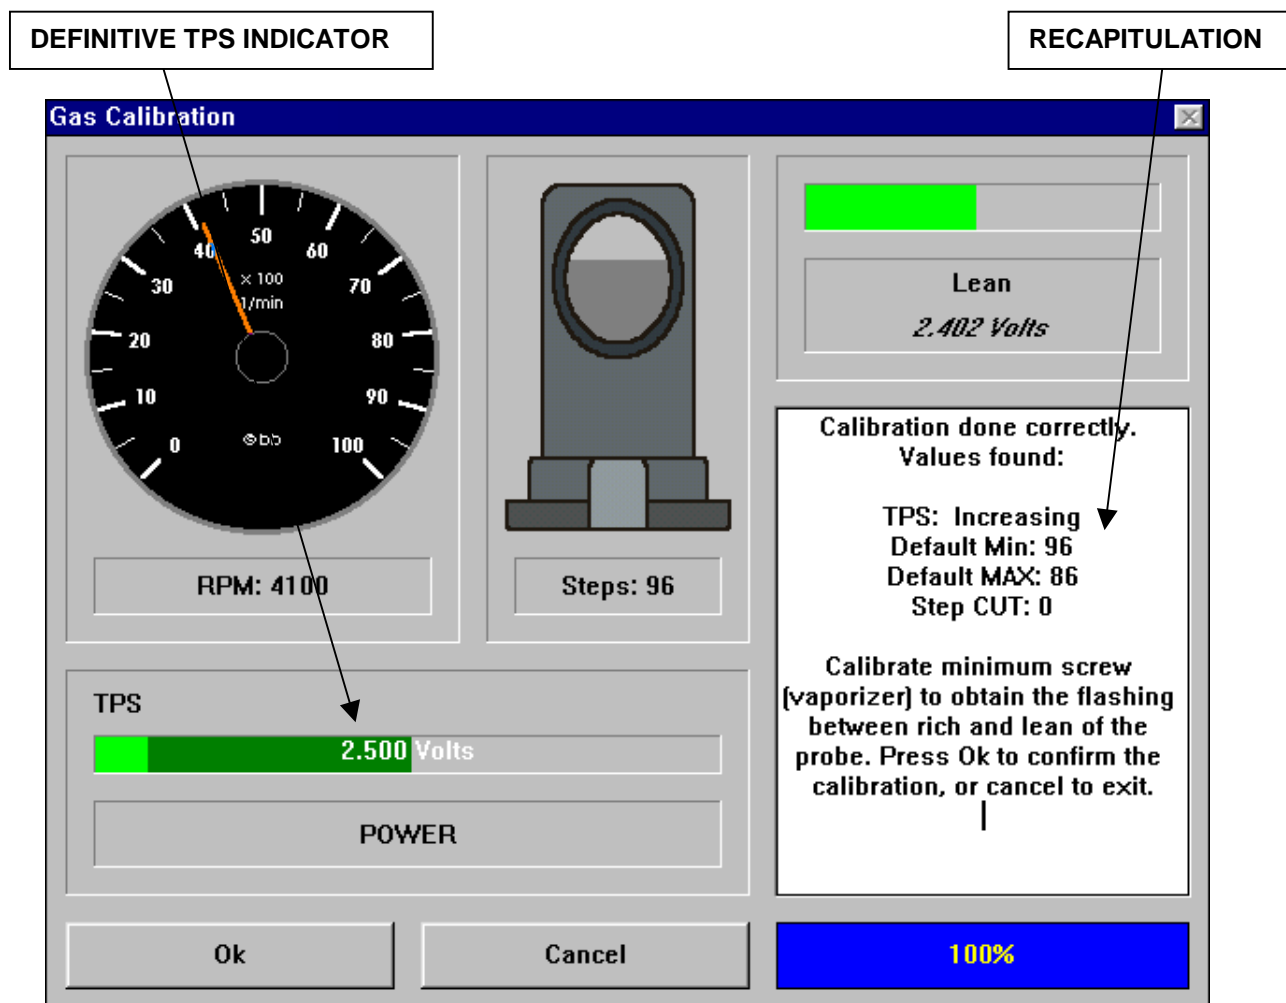 DEFINITIVE TPS INDICATOR
RECAPITULATION
Gas Calibration
50
40
60
× 100
1/min
30
70
20
80
10
90
0
100
RPM: 4100
Steps: 96
Lean
2.402 Volts
Calibration done correctly.
Values found:
TPS: Increasing
Default Min: 96
Default MAX: 86
Step CUT: 0
Calibrate minimum screw
(vaporizer) to obtain the flashing
between rich and lean of the
probe. Press Ok to confirm the
calibration, or cancel to exit.
TPS
2.500 Volts
POWER
Ok
Cancel
100%